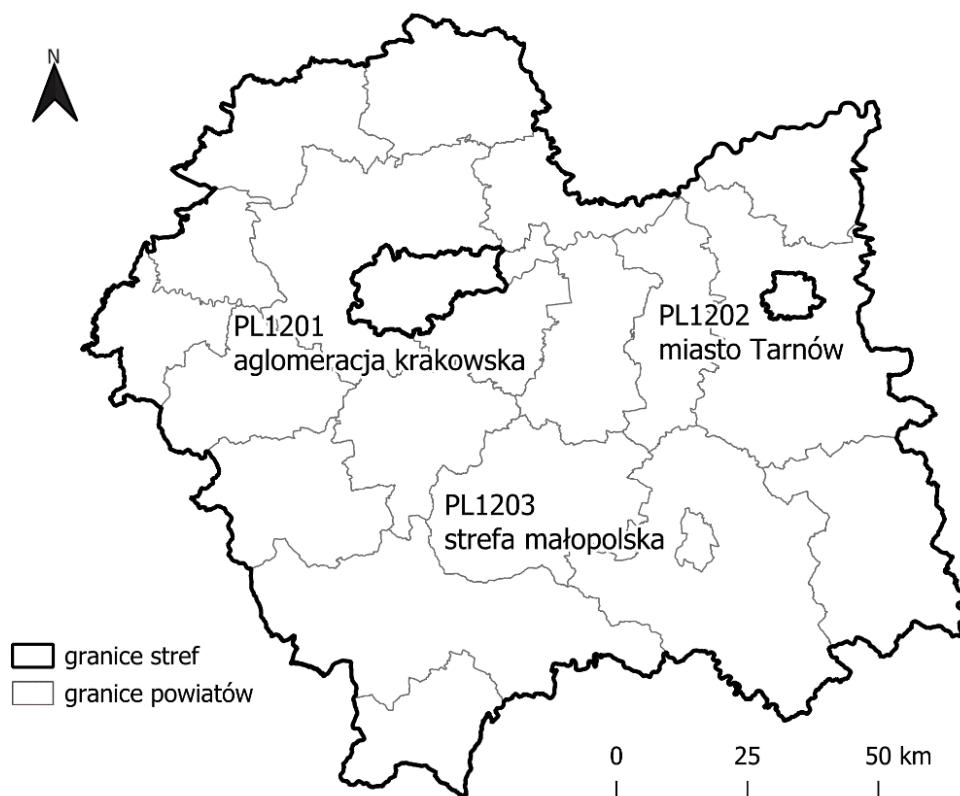 N
PL1201
aglomeracja krakowska
PL1202
miasto Tarnów
PL1203
strefa małopolska
granice stref
granice powiatów
0 25 50 km